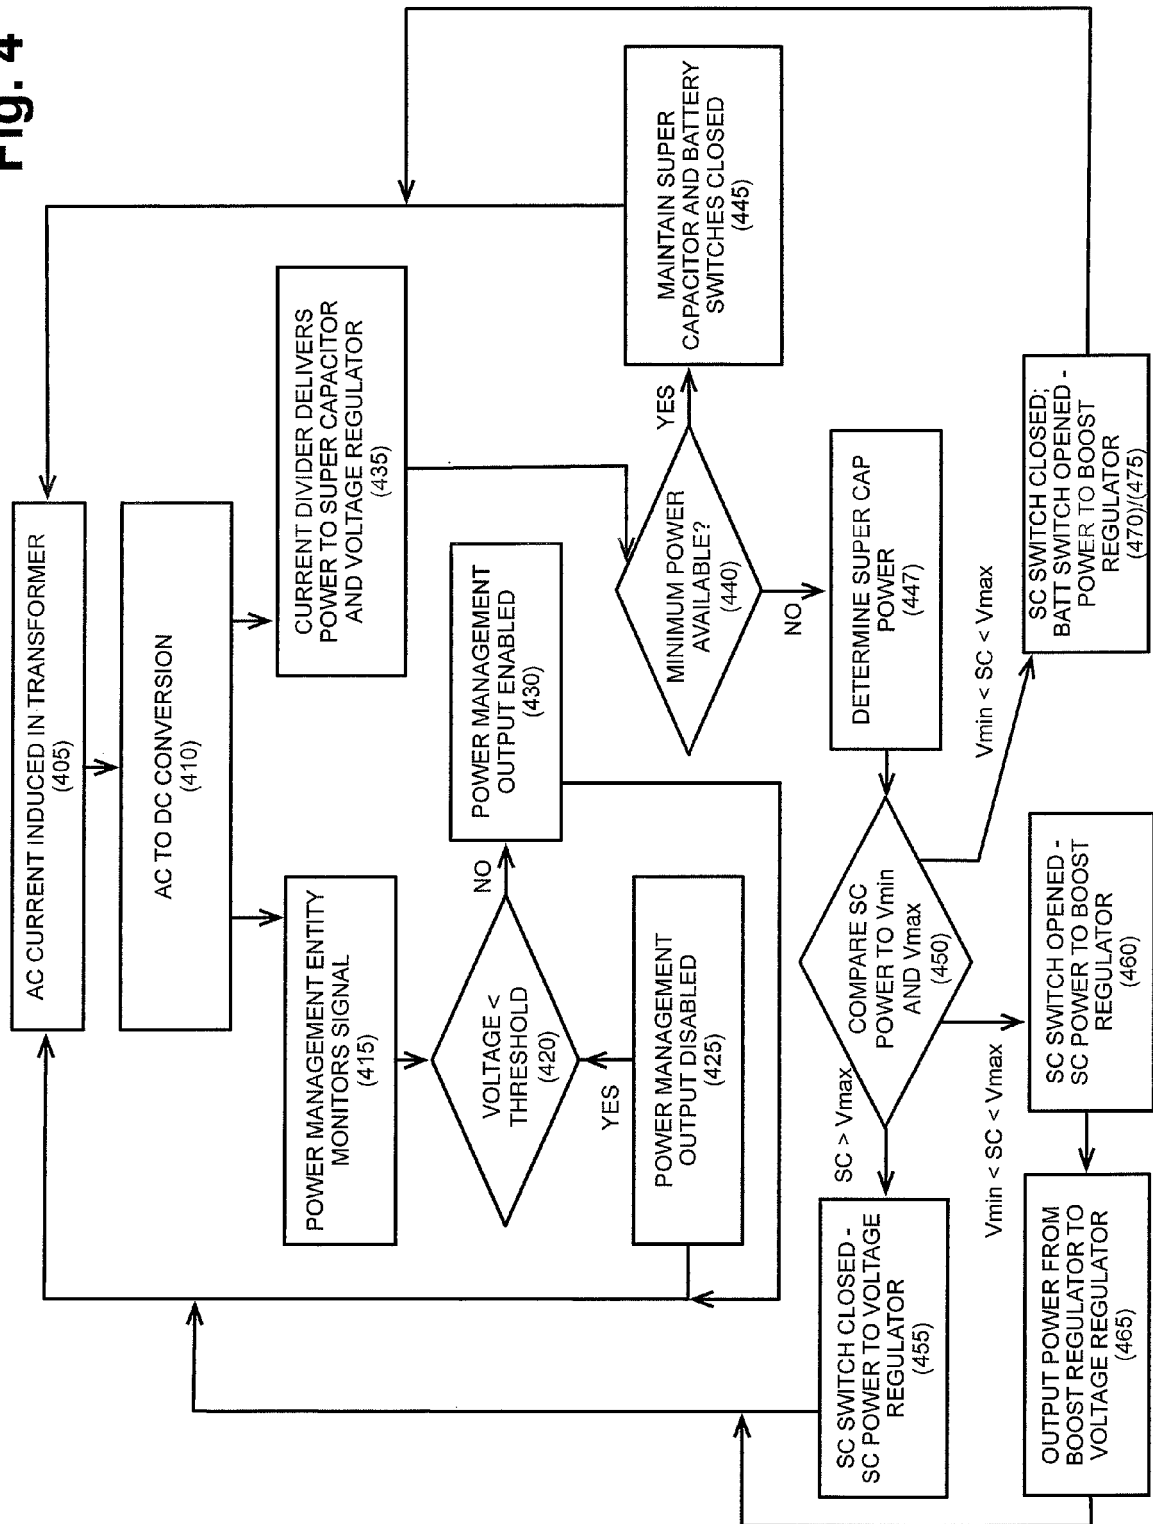 Fig. 4
AC CURRENT INDUCED IN TRANSFORMER
(405)
AC TO DC CONVERSION
(410)
POWER MANAGEMENT ENTITY
MONITORS SIGNAL
(415)
CURRENT DIVIDER DELIVERS
POWER TO SUPER CAPACITOR
AND VOLTAGE REGULATOR
(435)
VOLTAGE <
THRESHOLD
(420)
NO
YES
POWER MANAGEMENT
OUTPUT ENABLED
(430)
POWER MANAGEMENT
OUTPUT DISABLED
(425)
MINIMUM POWER
AVAILABLE?
(440)
YES
NO
MAINTAIN SUPER
CAPACITOR AND BATTERY
SWITCHES CLOSED
(445)
DETERMINE SUPER CAP
POWER
(447)
COMPARE SC
POWER TO Vmin
AND Vmax
(450)
SC > Vmax
Vmin < SC < Vmax
Vmin < SC < Vmax
SC SWITCH CLOSED -
SC POWER TO VOLTAGE
REGULATOR
(455)
SC SWITCH OPENED -
SC POWER TO BOOST
REGULATOR
(460)
SC SWITCH CLOSED;
BATT SWITCH OPENED -
POWER TO BOOST
REGULATOR
(470)/(475)
OUTPUT POWER FROM
BOOST REGULATOR TO
VOLTAGE REGULATOR
(465)